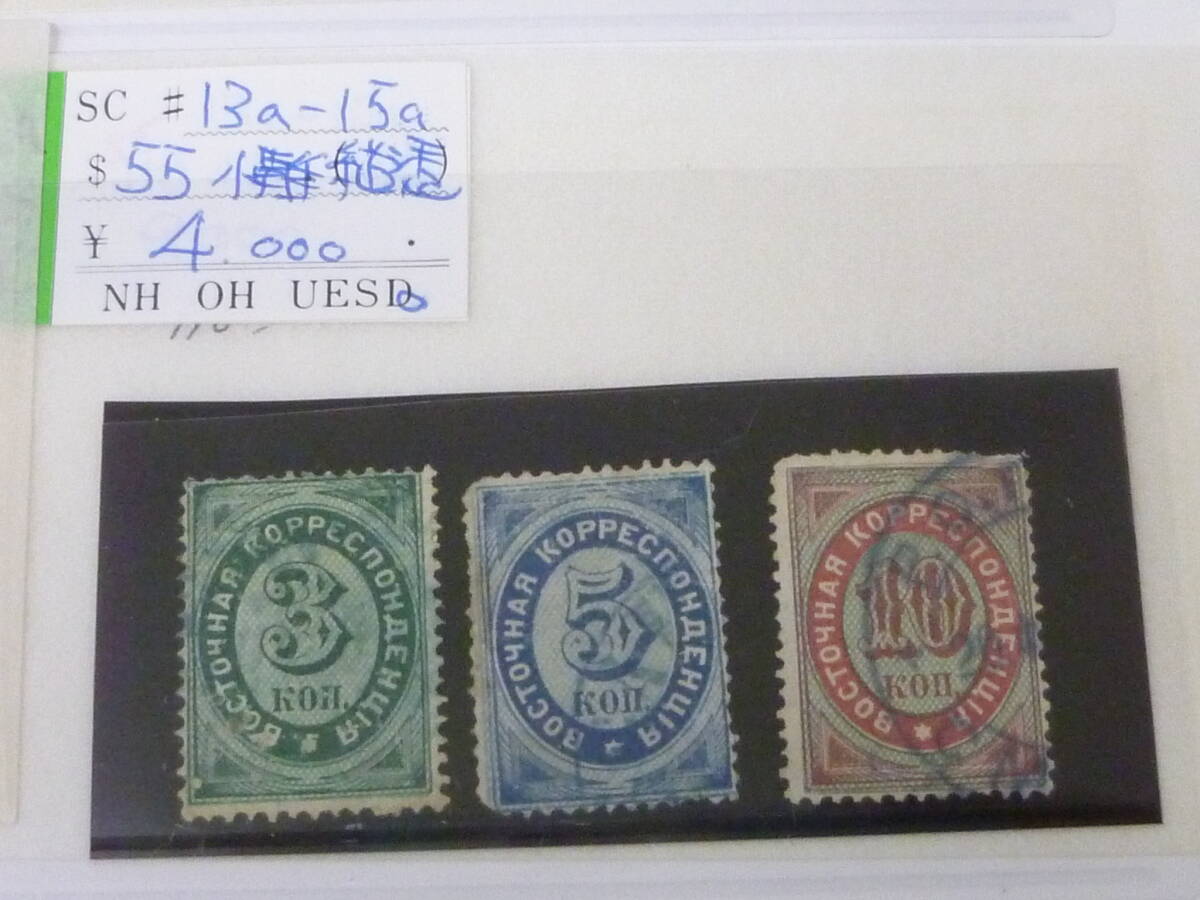 SC #13a-15a
$ 55
¥ 4.000 .
NH OH UESD
ВОСТОЧНАЯ КОРРЕСПОНДЕНЦІЯ
3
КОП.
ВОСТОЧНАЯ КОРРЕСПОНДЕНЦІЯ
5
КОП.
ВОСТОЧНАЯ КОРРЕСПОНДЕНЦІЯ
10
КОП.